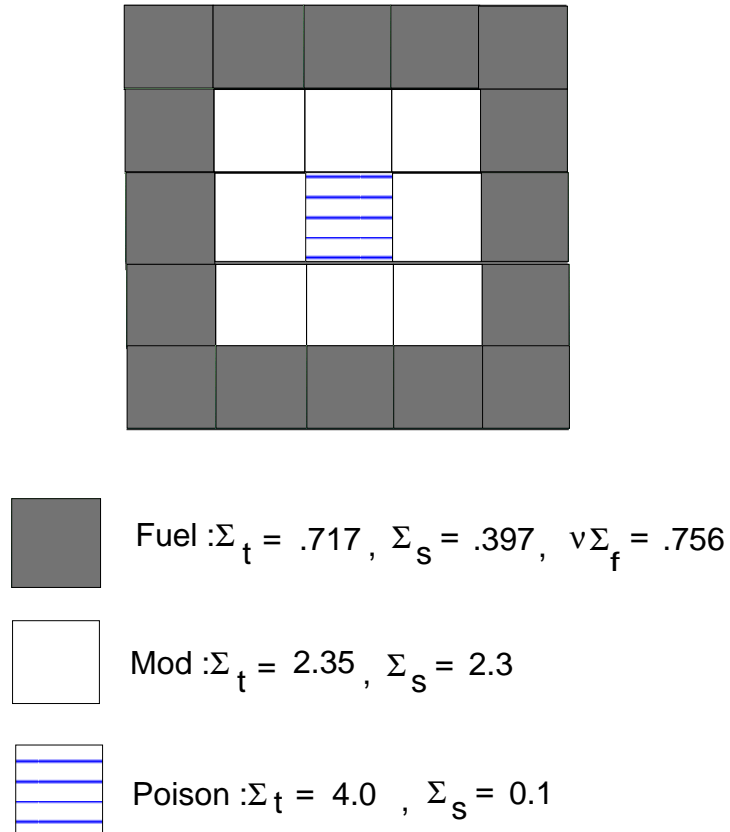 Fuel :Σt = .717 , Σs = .397, νΣf = .756
Mod :Σt = 2.35 , Σs = 2.3
Poison :Σt = 4.0 , Σs = 0.1